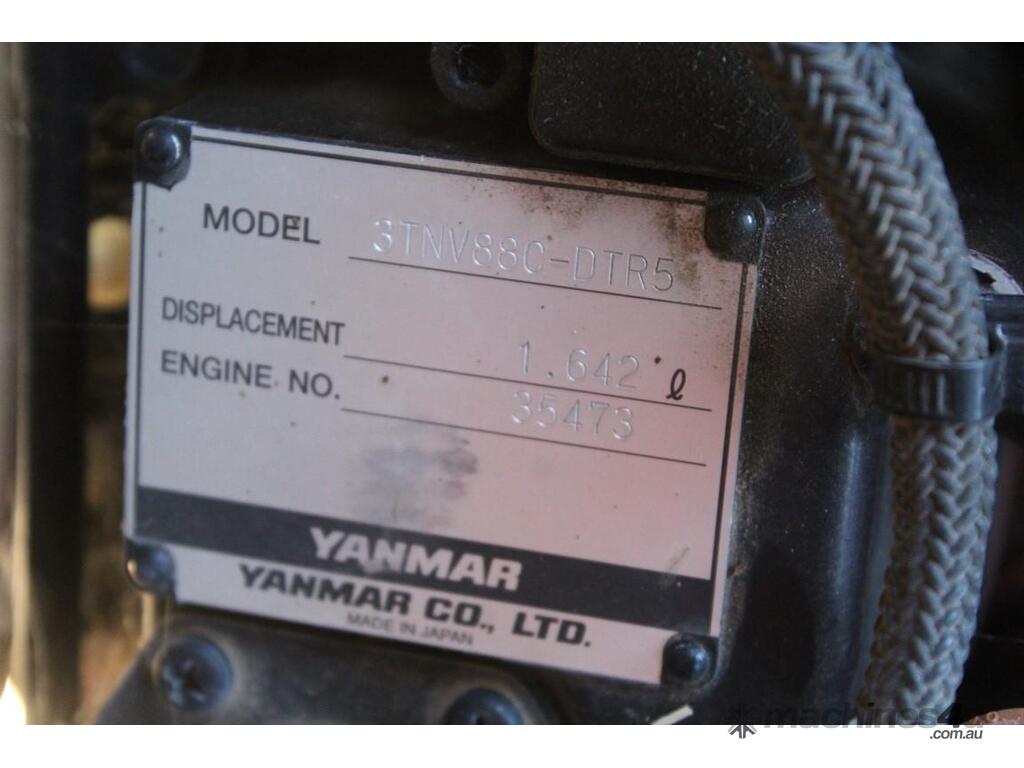 MODEL 3TNV88C-DTR5
DISPLACEMENT 1.642 ℓ
ENGINE NO. 35473
YANMAR
YANMAR CO., LTD.
MADE IN JAPAN
machines4u
.com.au